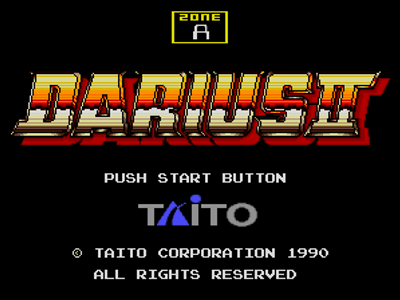 ZONE
A
DARIUS II
PUSH START BUTTON
TAITO
© TAITO CORPORATION 1990
ALL RIGHTS RESERVED